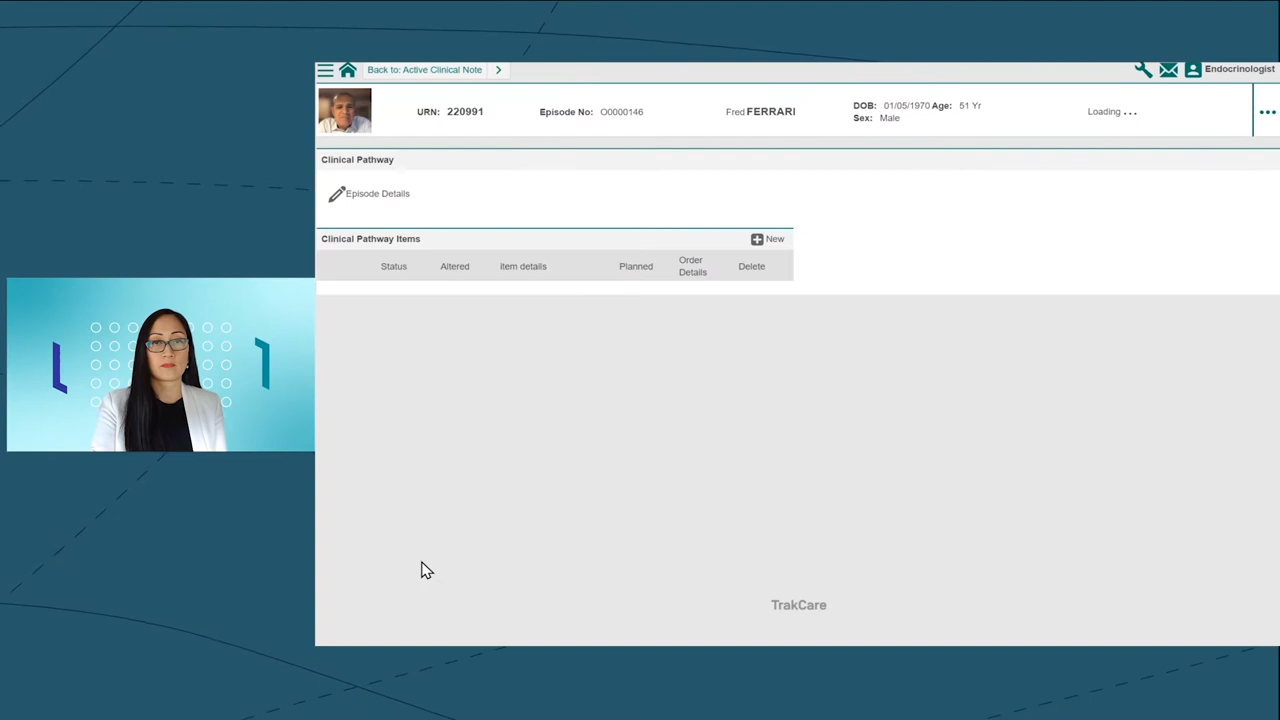 Back to: Active Clinical Note
Endocrinologist
URN: 220991 Episode No: O0000146 Fred FERRARI DOB: 01/05/1970 Age: 51 Yr Sex: Male Loading ...
Clinical Pathway
Episode Details
Clinical Pathway Items New
Status Altered item details Planned Order Details Delete
TrakCare